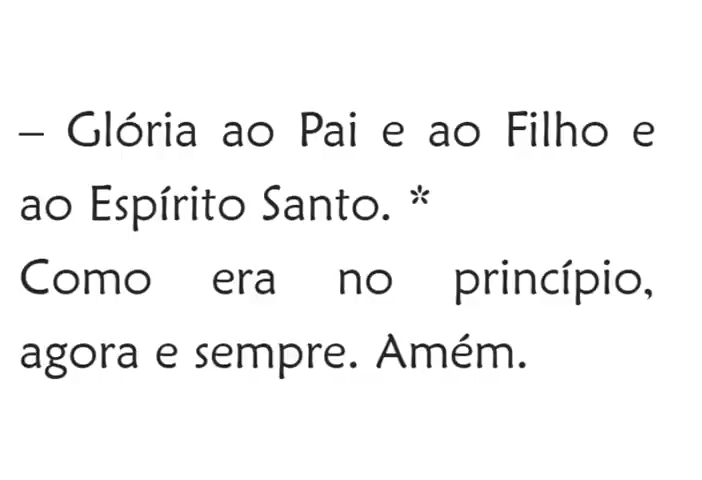 – Glória ao Pai e ao Filho e
ao Espírito Santo. *
Como era no princípio,
agora e sempre. Amém.